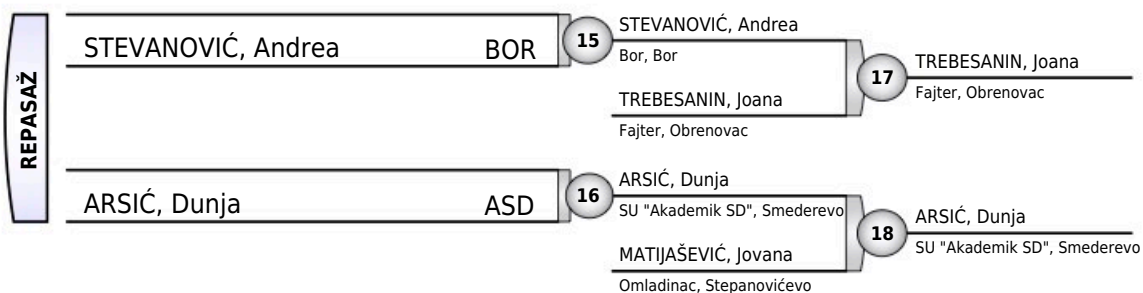 REPASAŽ
STEVANOVIĆ, Andrea BOR
15
STEVANOVIĆ, Andrea
Bor, Bor
TREBESANIN, Joana
Fajter, Obrenovac
17
TREBESANIN, Joana
Fajter, Obrenovac
ARSIĆ, Dunja ASD
16
ARSIĆ, Dunja
SU "Akademik SD", Smederevo
MATIJAŠEVIĆ, Jovana
Omladinac, Stepanovićevo
18
ARSIĆ, Dunja
SU "Akademik SD", Smederevo